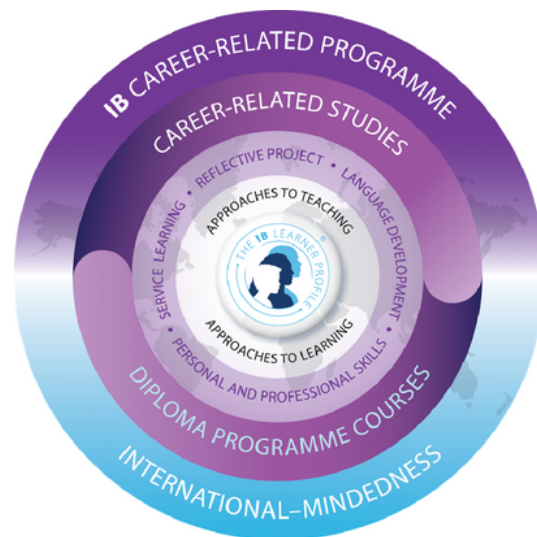 IB CAREER-RELATED PROGRAMME
CAREER-RELATED STUDIES
SERVICE LEARNING • REFLECTIVE PROJECT • LANGUAGE DEVELOPMENT • PERSONAL AND PROFESSIONAL SKILLS •
APPROACHES TO TEACHING
THE IB LEARNER PROFILE ®
APPROACHES TO LEARNING
DIPLOMA PROGRAMME COURSES
INTERNATIONAL–MINDEDNESS